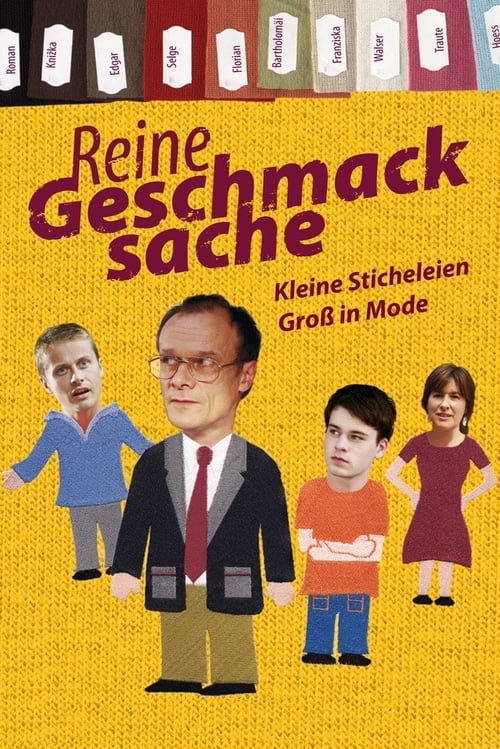 Roman
Knižka
Edgar
Selge
Florian
Bartholomäi
Franziska
Walser
Traute
Hoess
Reine
Geschmack
sache
Kleine Sticheleien
Groß in Mode